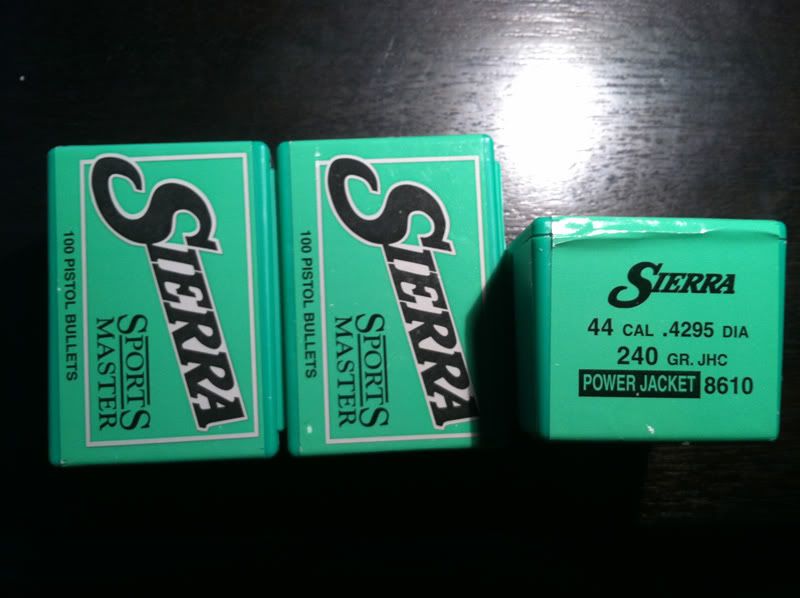 SIERRA
SPORTS
MASTER
100 PISTOL BULLETS
SIERRA
SPORTS
MASTER
100 PISTOL BULLETS
SIERRA
44 CAL .4295 DIA
240 GR. JHC
POWER JACKET 8610